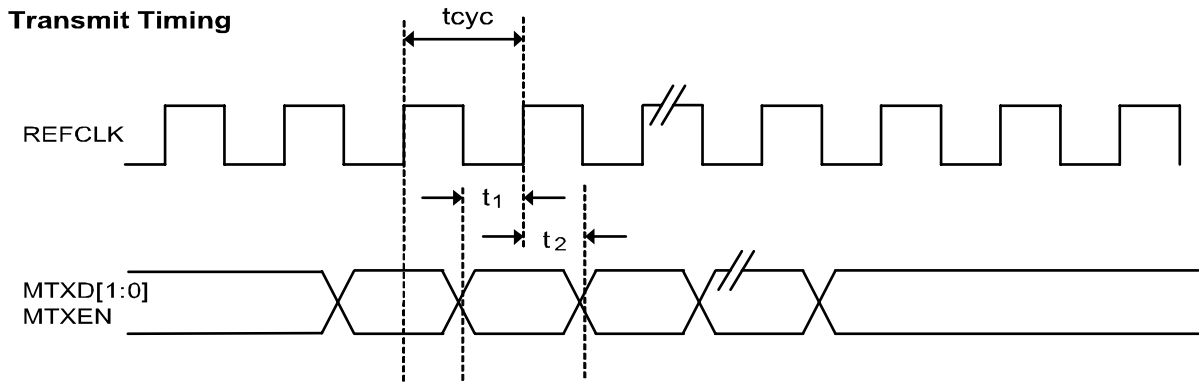 Transmit Timing
tcyc
REFCLK
t1
t2
MTXD[1:0]
MTXEN